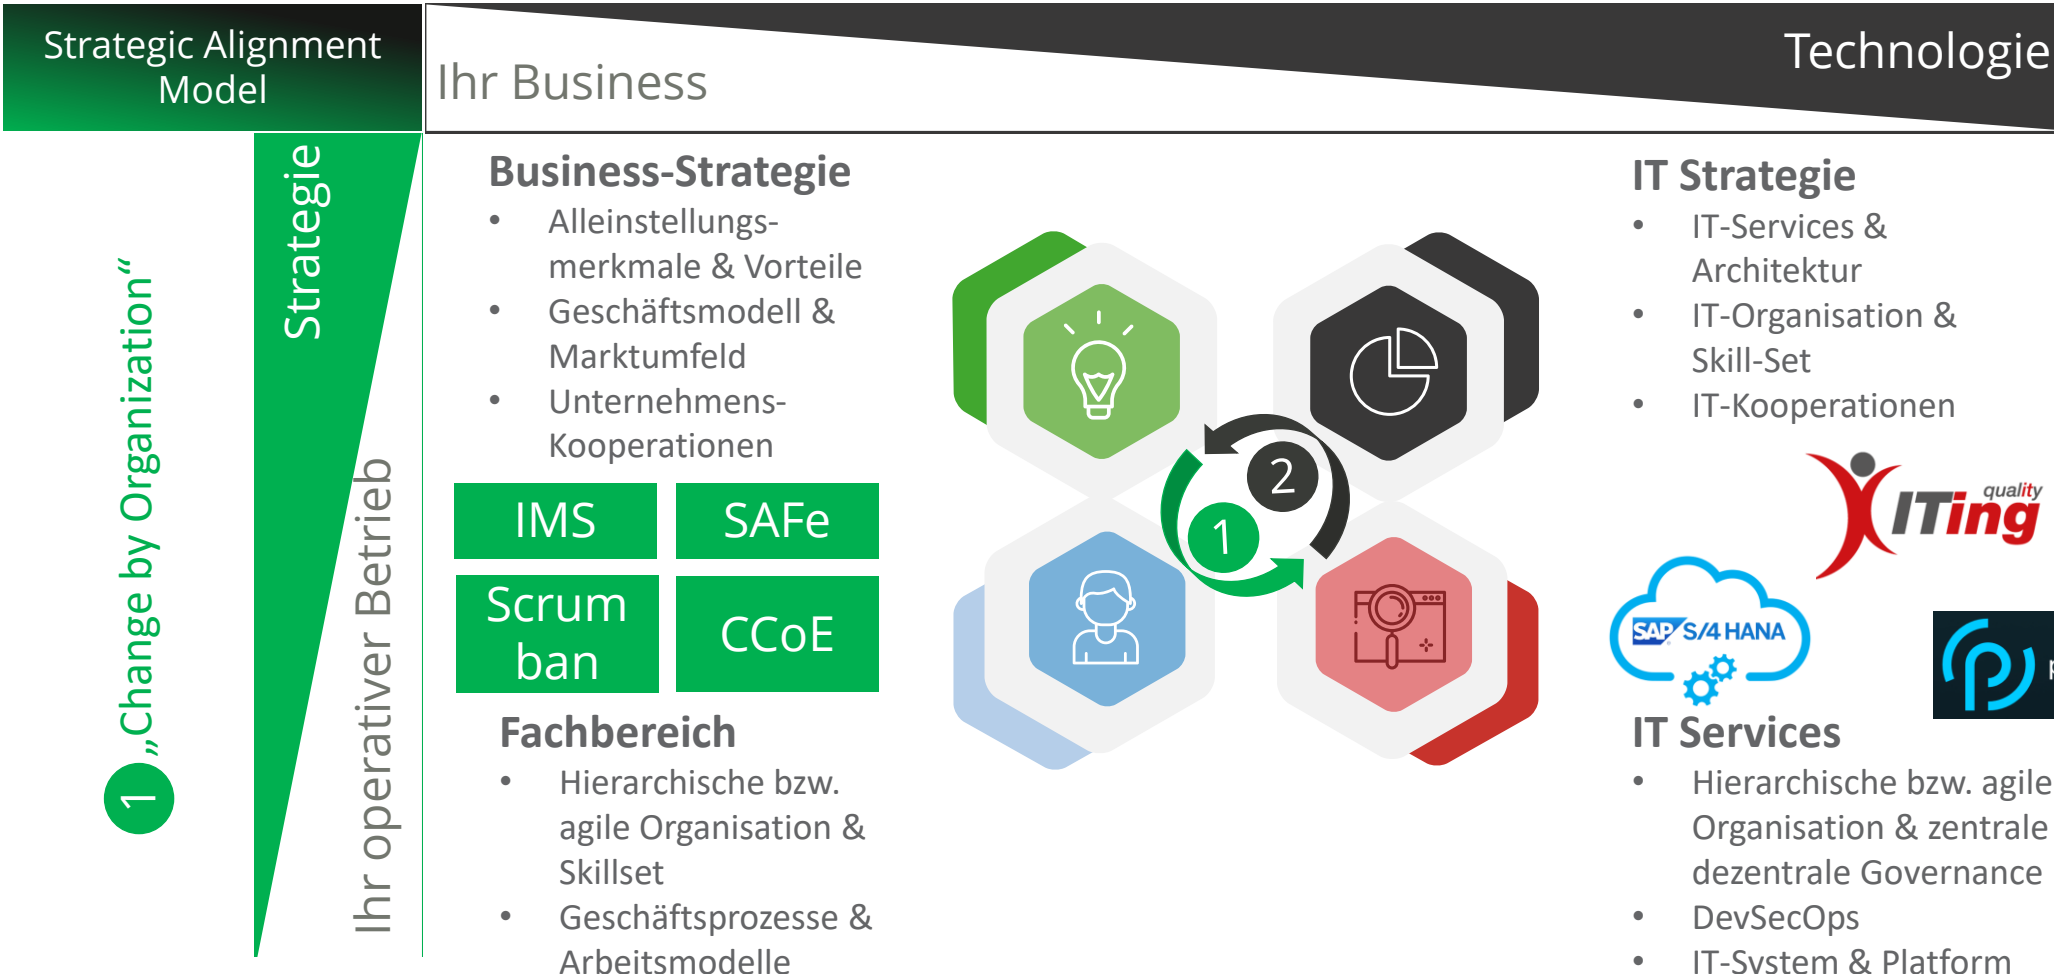 Strategic Alignment
Model
Ihr Business
Technologie
Strategie
Ihr operativer Betrieb
1 „Change by Organization“
Business-Strategie
• Alleinstellungs-
merkmale & Vorteile
• Geschäftsmodell &
Marktumfeld
• Unternehmens-
Kooperationen
IMS
SAFe
Scrum
ban
CCoE
Fachbereich
• Hierarchische bzw.
agile Organisation &
Skillset
• Geschäftsprozesse &
Arbeitsmodelle
2
1
IT Strategie
• IT-Services &
Architektur
• IT-Organisation &
Skill-Set
• IT-Kooperationen
quality
ITing
SAP S/4 HANA
IT Services
• Hierarchische bzw. agile
Organisation & zentrale
dezentrale Governance
• DevSecOps
• IT-System & Platform